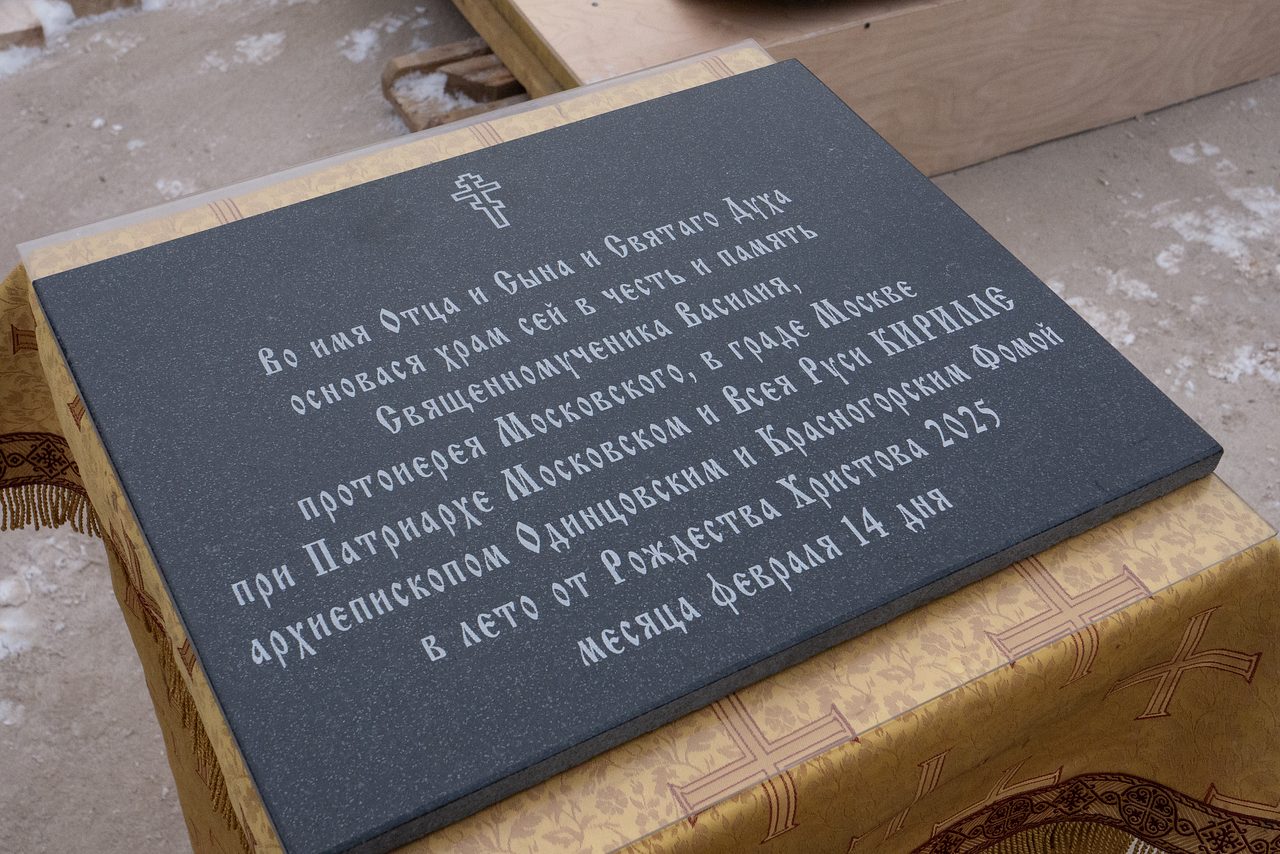 Во имя Отца и Сына и Святаго Духа
основася храм сей в честь и память
Священномученика Василия,
протоиерея Московского, в граде Москве
при Патриархе Московском и Всея Руси КИРИЛЛЕ
архиепископом Одинцовским и Красногорским Фомой
в лето от Рождества Христова 2025
месяца февраля 14 дня